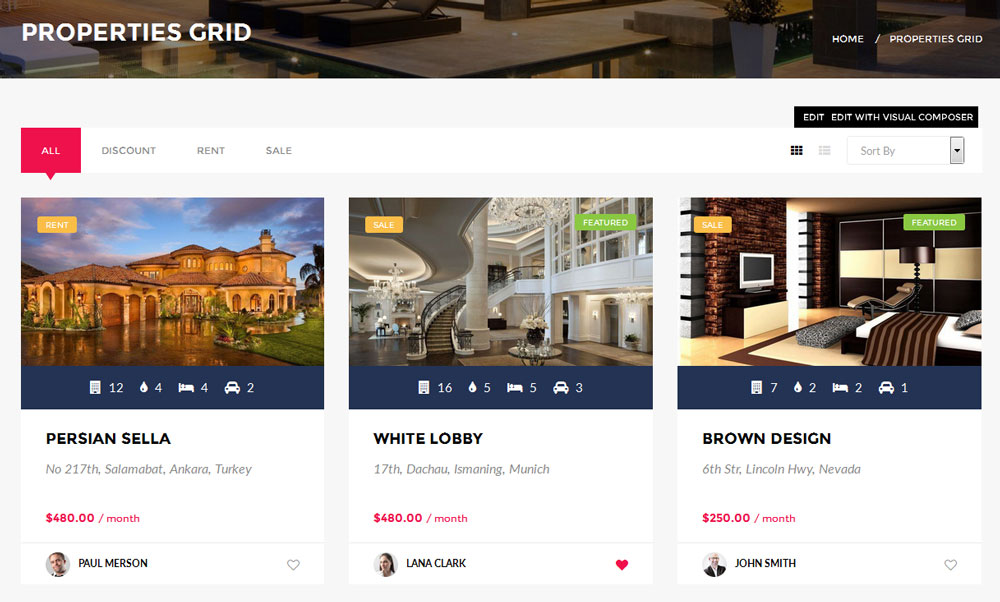 PROPERTIES GRID
HOME / PROPERTIES GRID
EDIT EDIT WITH VISUAL COMPOSER
ALL DISCOUNT RENT SALE Sort By
RENT SALE FEATURED SALE FEATURED
12 4 4 2
16 5 5 3
7 2 2 1
PERSIAN SELLA
No 217th, Salamabat, Ankara, Turkey
$480.00 / month
PAUL MERSON
WHITE LOBBY
17th, Dachau, Ismaning, Munich
$480.00 / month
LANA CLARK
BROWN DESIGN
6th Str, Lincoln Hwy, Nevada
$250.00 / month
JOHN SMITH